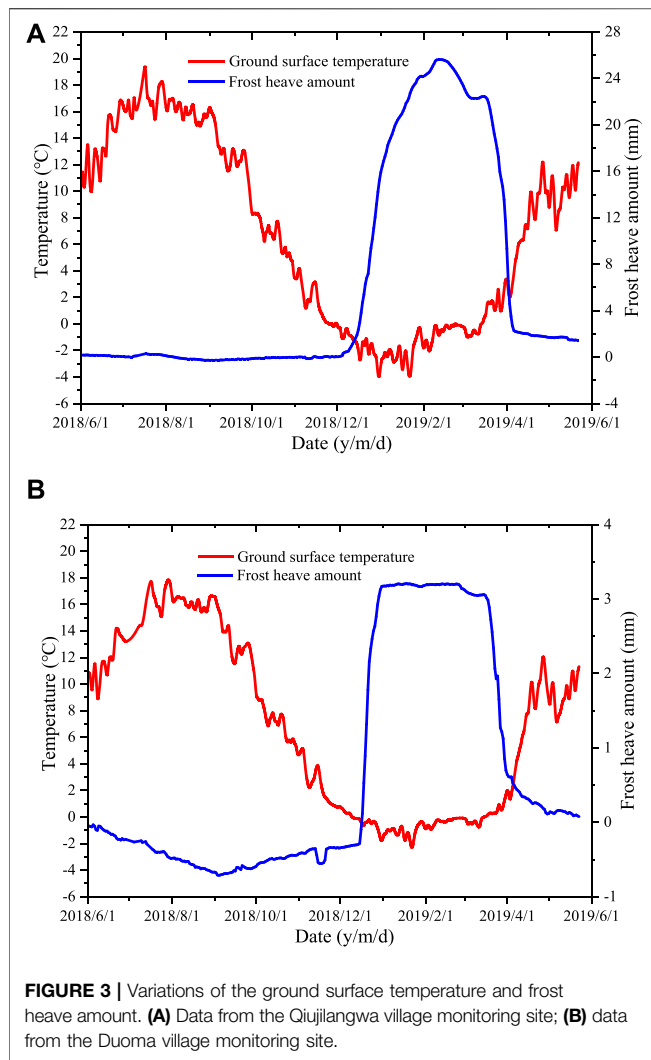 A
Ground surface temperature
Frost heave amount
22
20
18
16
14
12
10
8
6
4
2
0
-2
-4
-6
Temperature (°C)
28
24
20
16
12
8
4
0
-4
Frost heave amount (mm)
2018/6/1 2018/8/1 2018/10/1 2018/12/1 2019/2/1 2019/4/1 2019/6/1
Date (y/m/d)
B
Ground surface temperature
Frost heave amount
22
20
18
16
14
12
10
8
6
4
2
0
-2
-4
-6
Temperature (°C)
4
3
2
1
0
-1
Frost heave amount (mm)
2018/6/1 2018/8/1 2018/10/1 2018/12/1 2019/2/1 2019/4/1 2019/6/1
Date (y/m/d)
FIGURE 3 | Variations of the ground surface temperature and frost
heave amount. (A) Data from the Qiujilangwa village monitoring site; (B) data
from the Duoma village monitoring site.